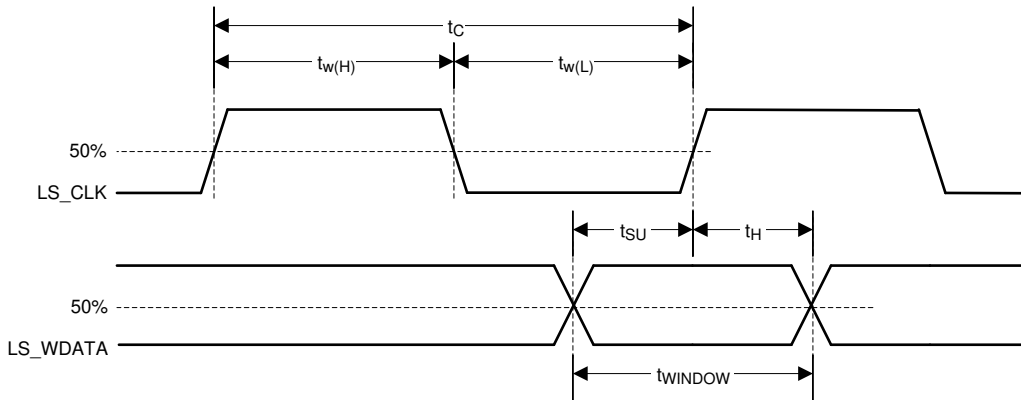 tC
tw(H)
tw(L)
50%
LS_CLK
tSU
tH
50%
LS_WDATA
tWINDOW